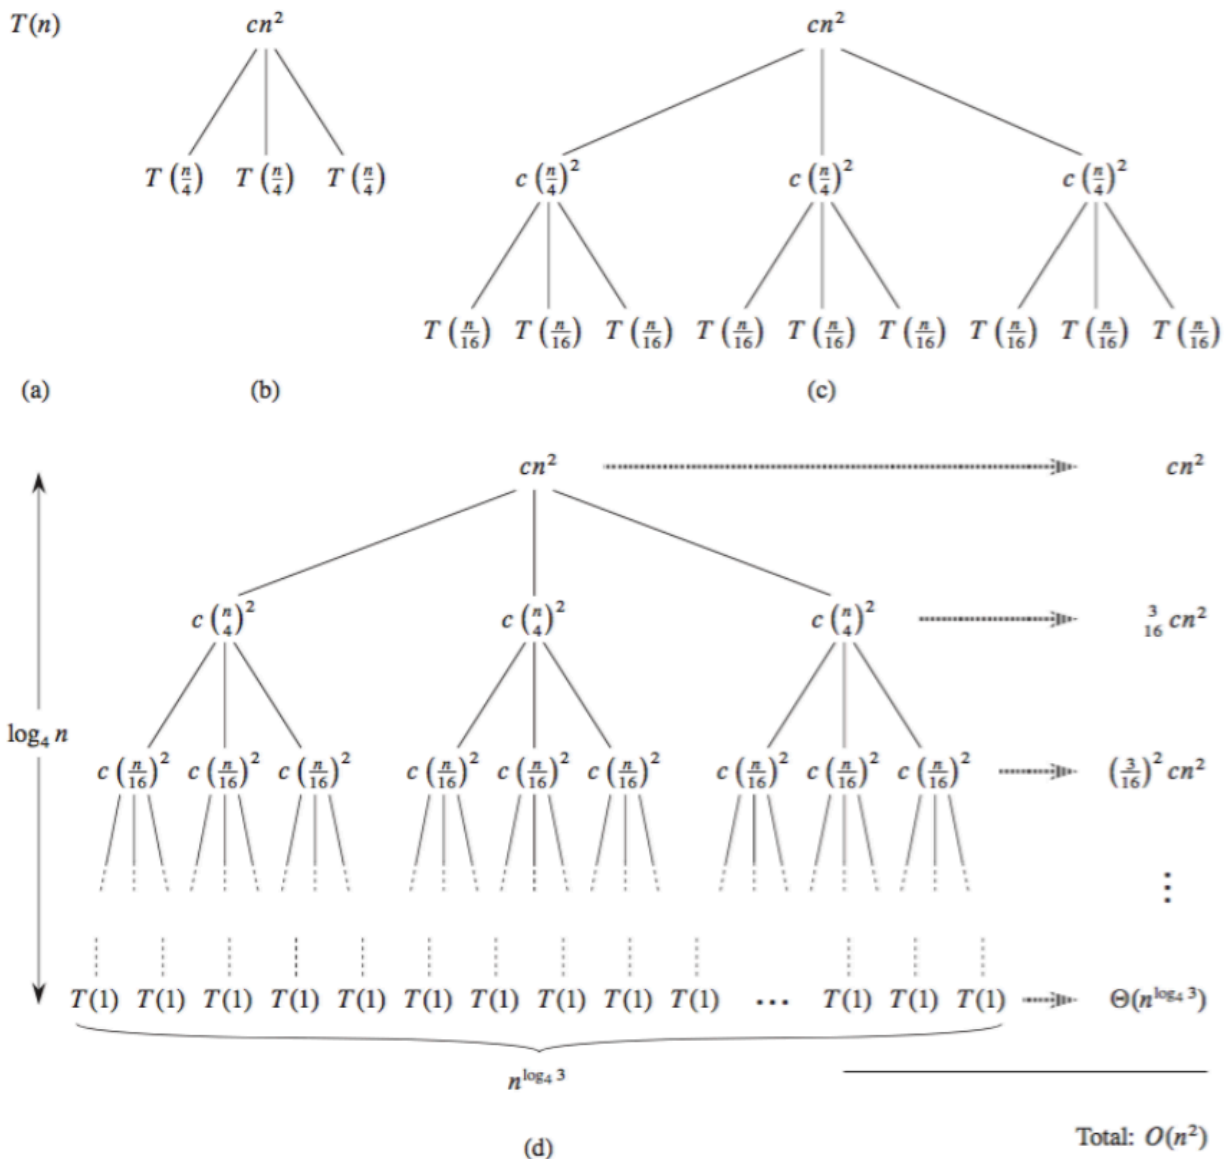 T(n) cn² cn²
T(n/4) T(n/4) T(n/4) c(n/4)² c(n/4)² c(n/4)²
T(n/16) T(n/16) T(n/16) T(n/16) T(n/16) T(n/16) T(n/16) T(n/16) T(n/16)
(a) (b) (c)
cn² cn²
c(n/4)² c(n/4)² c(n/4)² 3/16 cn²
log₄ n
c(n/16)² c(n/16)² c(n/16)² c(n/16)² c(n/16)² c(n/16)² c(n/16)² c(n/16)² c(n/16)² (3/16)² cn²
⋮
T(1) T(1) T(1) T(1) T(1) T(1) T(1) T(1) T(1) T(1) ... T(1) T(1) T(1) Θ(n^(log₄ 3))
n^(log₄ 3)
(d) Total: O(n²)